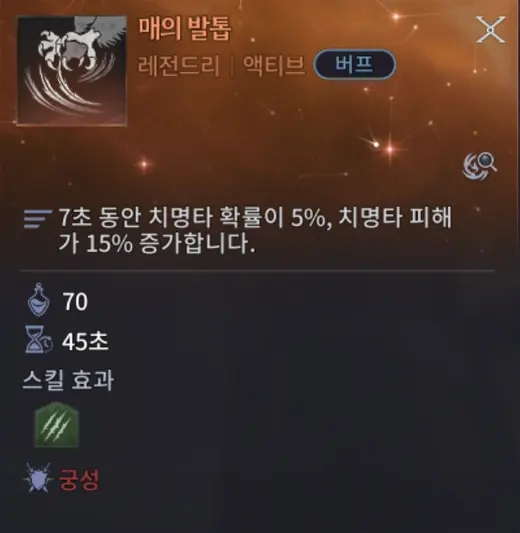 매의 발톱
레전드리 | 액티브 버프
7초 동안 치명타 확률이 5%, 치명타 피해
가 15% 증가합니다.
70
45초
스킬 효과
궁성